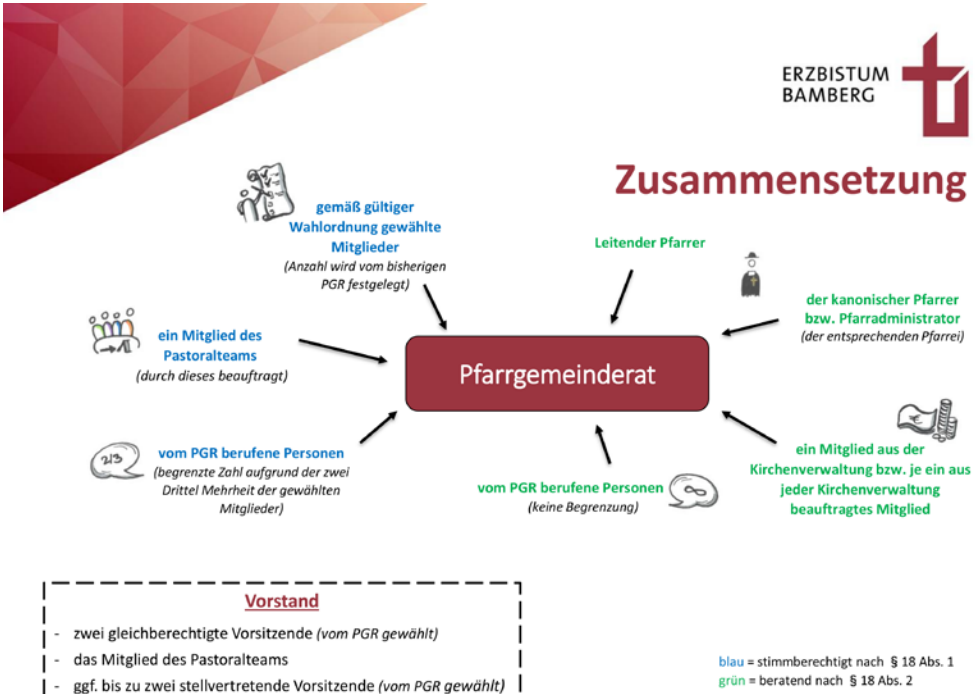 ERZBISTUM
BAMBERG
Zusammensetzung
gemäß gültiger
Wahlordnung gewählte
Mitglieder
(Anzahl wird vom bisherigen
PGR festgelegt)
Leitender Pfarrer
der kanonischer Pfarrer
bzw. Pfarradministrator
(der entsprechenden Pfarrei)
ein Mitglied des
Pastoralteams
(durch dieses beauftragt)
Pfarrgemeinderat
2/3
vom PGR berufene Personen
(begrenzte Zahl aufgrund der zwei
Drittel Mehrheit der gewählten
Mitglieder)
vom PGR berufene Personen
(keine Begrenzung)
∞
ein Mitglied aus der
Kirchenverwaltung bzw. je ein aus
jeder Kirchenverwaltung
beauftragtes Mitglied
Vorstand
- zwei gleichberechtigte Vorsitzende (vom PGR gewählt)
- das Mitglied des Pastoralteams
- ggf. bis zu zwei stellvertretende Vorsitzende (vom PGR gewählt)
blau = stimmberechtigt nach § 18 Abs. 1
grün = beratend nach § 18 Abs. 2